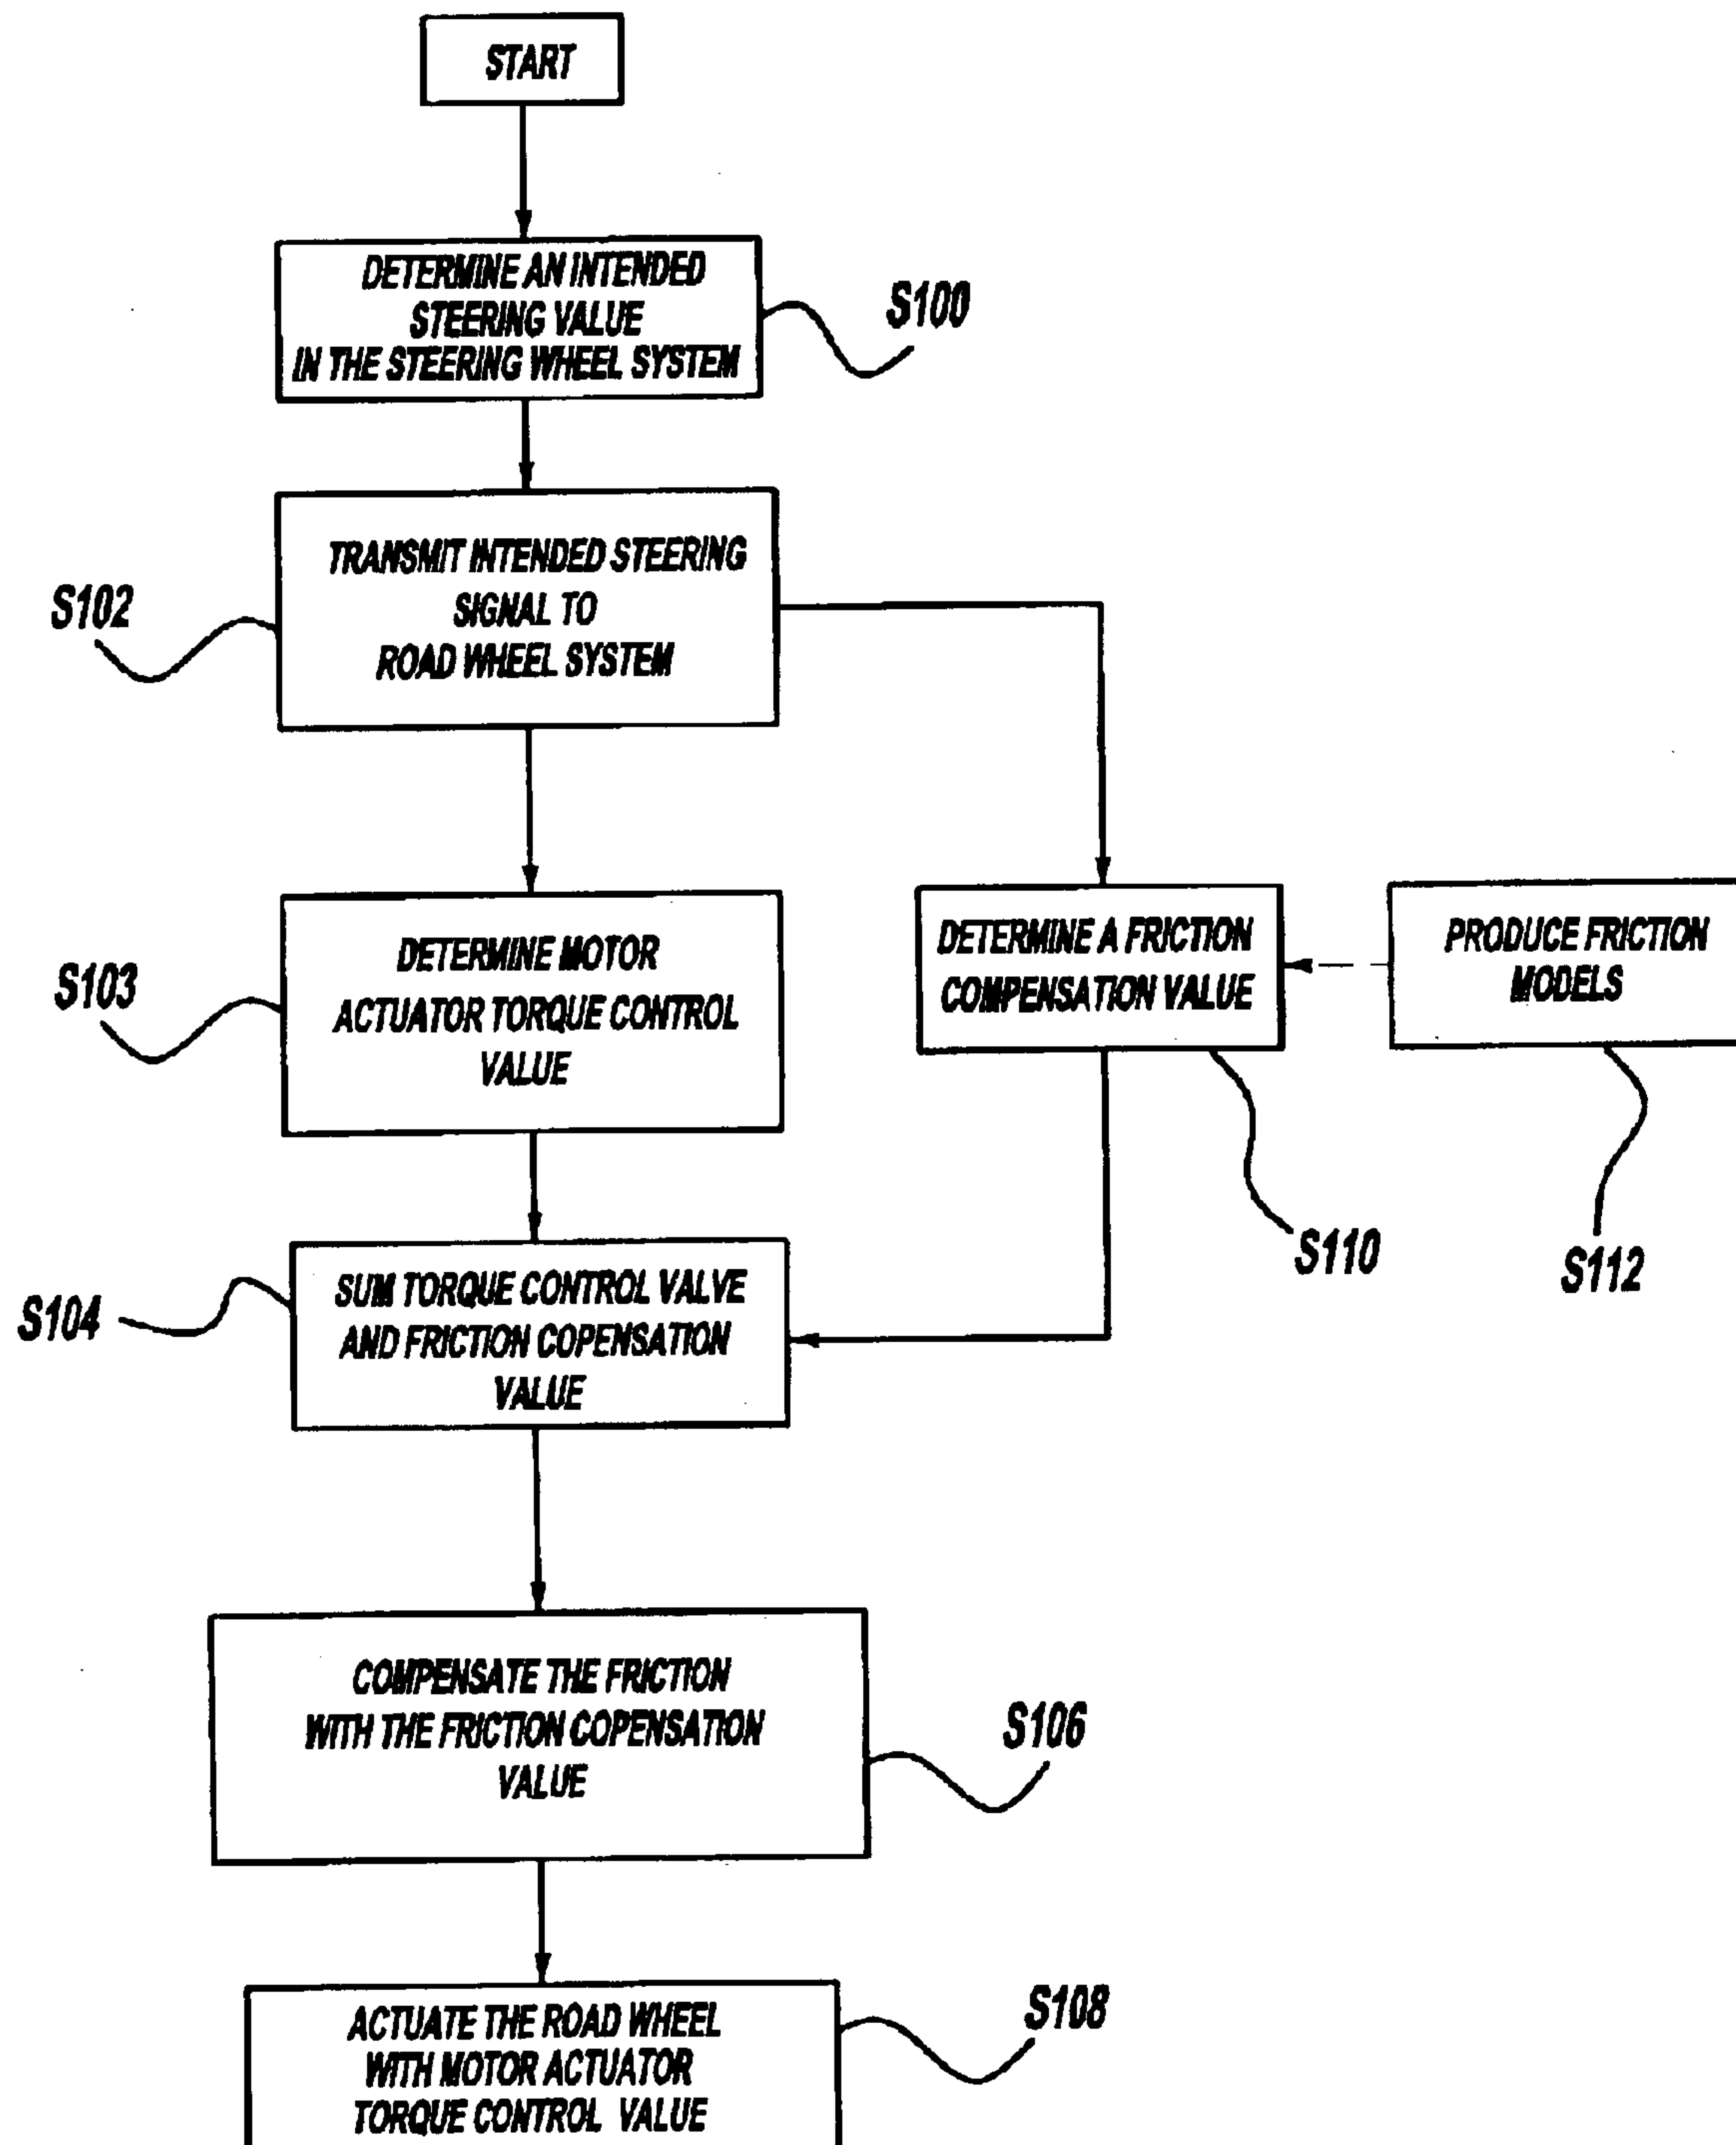 START
DETERMINE AN INTENDED
STEERING VALUE
IN THE STEERING WHEEL SYSTEM
S100
TRANSMIT INTENDED STEERING
SIGNAL TO
ROAD WHEEL SYSTEM
S102
DETERMINE MOTOR
ACTUATOR TORQUE CONTROL
VALUE
S103
DETERMINE A FRICTION
COMPENSATION VALUE
S110
PRODUCE FRICTION
MODELS
S112
SUM TORQUE CONTROL VALVE
AND FRICTION COPENSATION
VALUE
S104
COMPENSATE THE FRICTION
WITH THE FRICTION COPENSATION
VALUE
S106
ACTUATE THE ROAD WHEEL
WITH MOTOR ACTUATOR
TORQUE CONTROL VALUE
S108